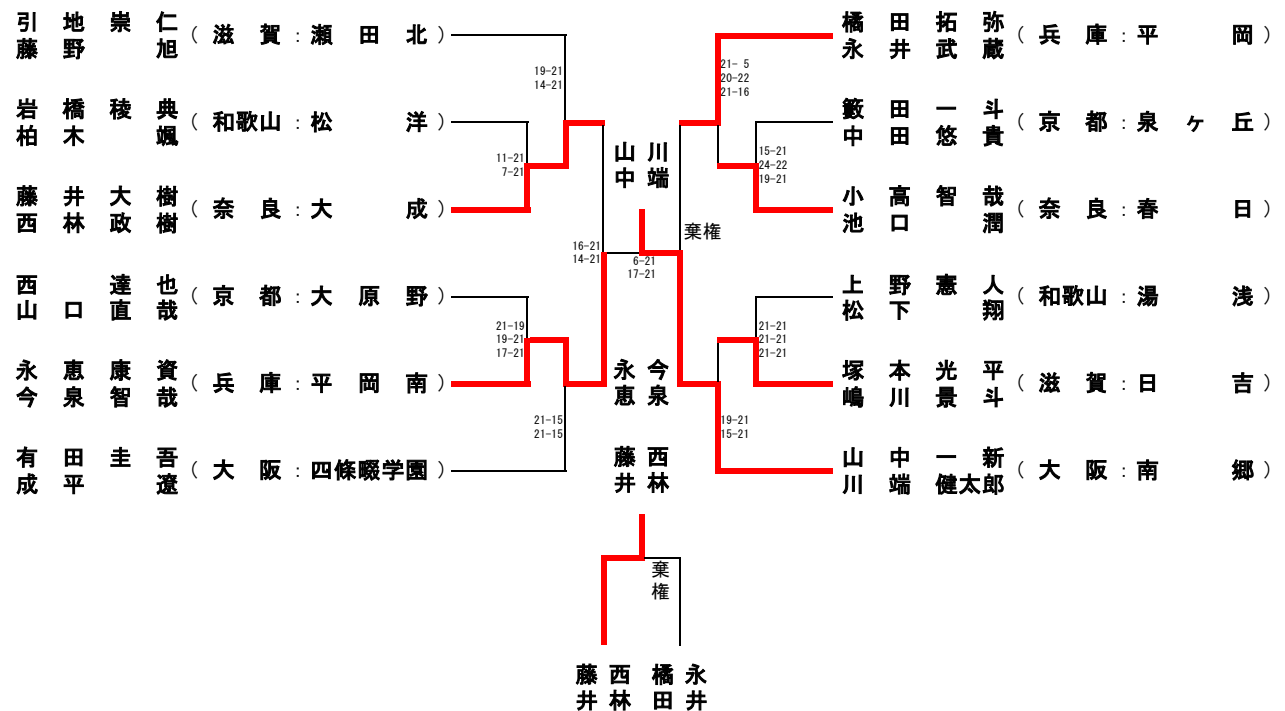 引地崇仁
藤野旭
(滋賀:瀬田北)
19-21
14-21
岩橋稜典
柏木颯
(和歌山:松洋)
11-21
7-21
藤井大樹
西林政樹
(奈良:大成)
16-21
14-21
西達也
山口直哉
(京都:大原野)
21-19
19-21
17-21
永恵康資
今泉智哉
(兵庫:平岡南)
21-15
21-15
有田圭吾
成平遼
(大阪:四條畷学園)
山川
中端
6-21
17-21
永今
恵泉
藤西
井林
棄権
藤西
井林
橘永
田井
橘田拓弥
永井武蔵
(兵庫:平岡)
21- 5
20-22
21-16
籔田一斗
中田悠貴
(京都:泉ヶ丘)
15-21
24-22
19-21
小高智哉
池口潤
(奈良:春日)
棄権
上野憲人
松下翔
(和歌山:湯浅)
21-21
21-21
21-21
塚本光平
嶋川景斗
(滋賀:日吉)
19-21
15-21
山中一新
川端健太郎
(大阪:南郷)